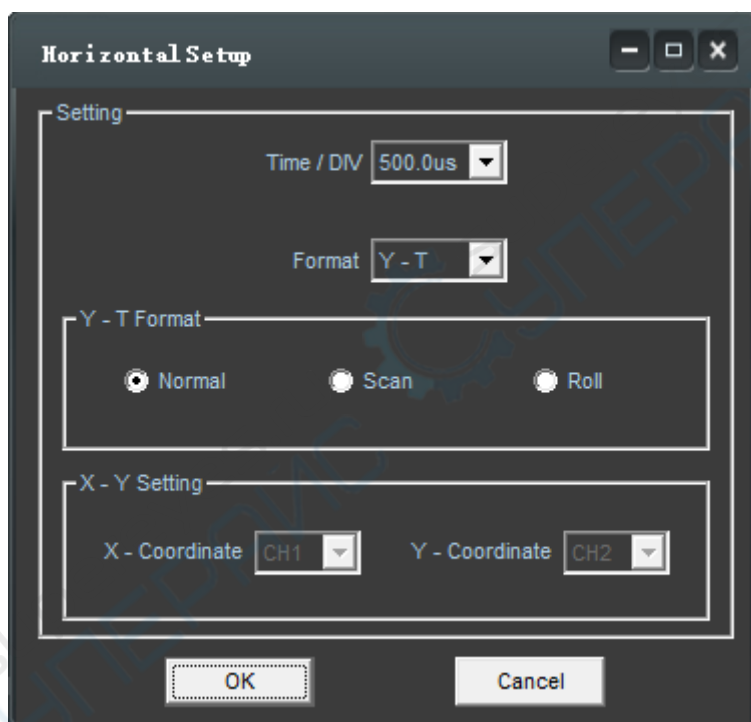 Horizontal Setup
Setting
Time / DIV 500.0us
Format Y - T
Y - T Format
Normal Scan Roll
X - Y Setting
X - Coordinate CH1 Y - Coordinate CH2
OK Cancel